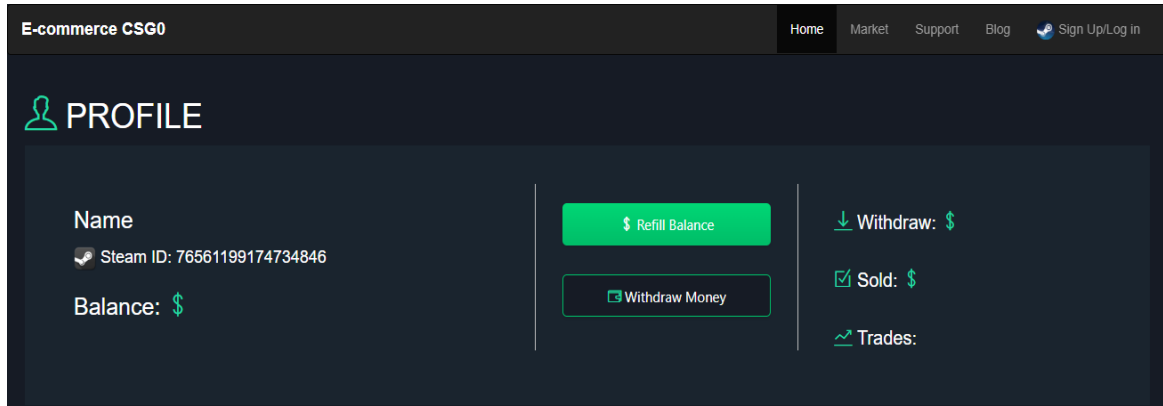 E-commerce CSG0
Home Market Support Blog Sign Up/Log in
PROFILE
Name
Steam ID: 76561199174734846
Balance: $
$ Refill Balance
Withdraw Money
Withdraw: $
Sold: $
Trades: